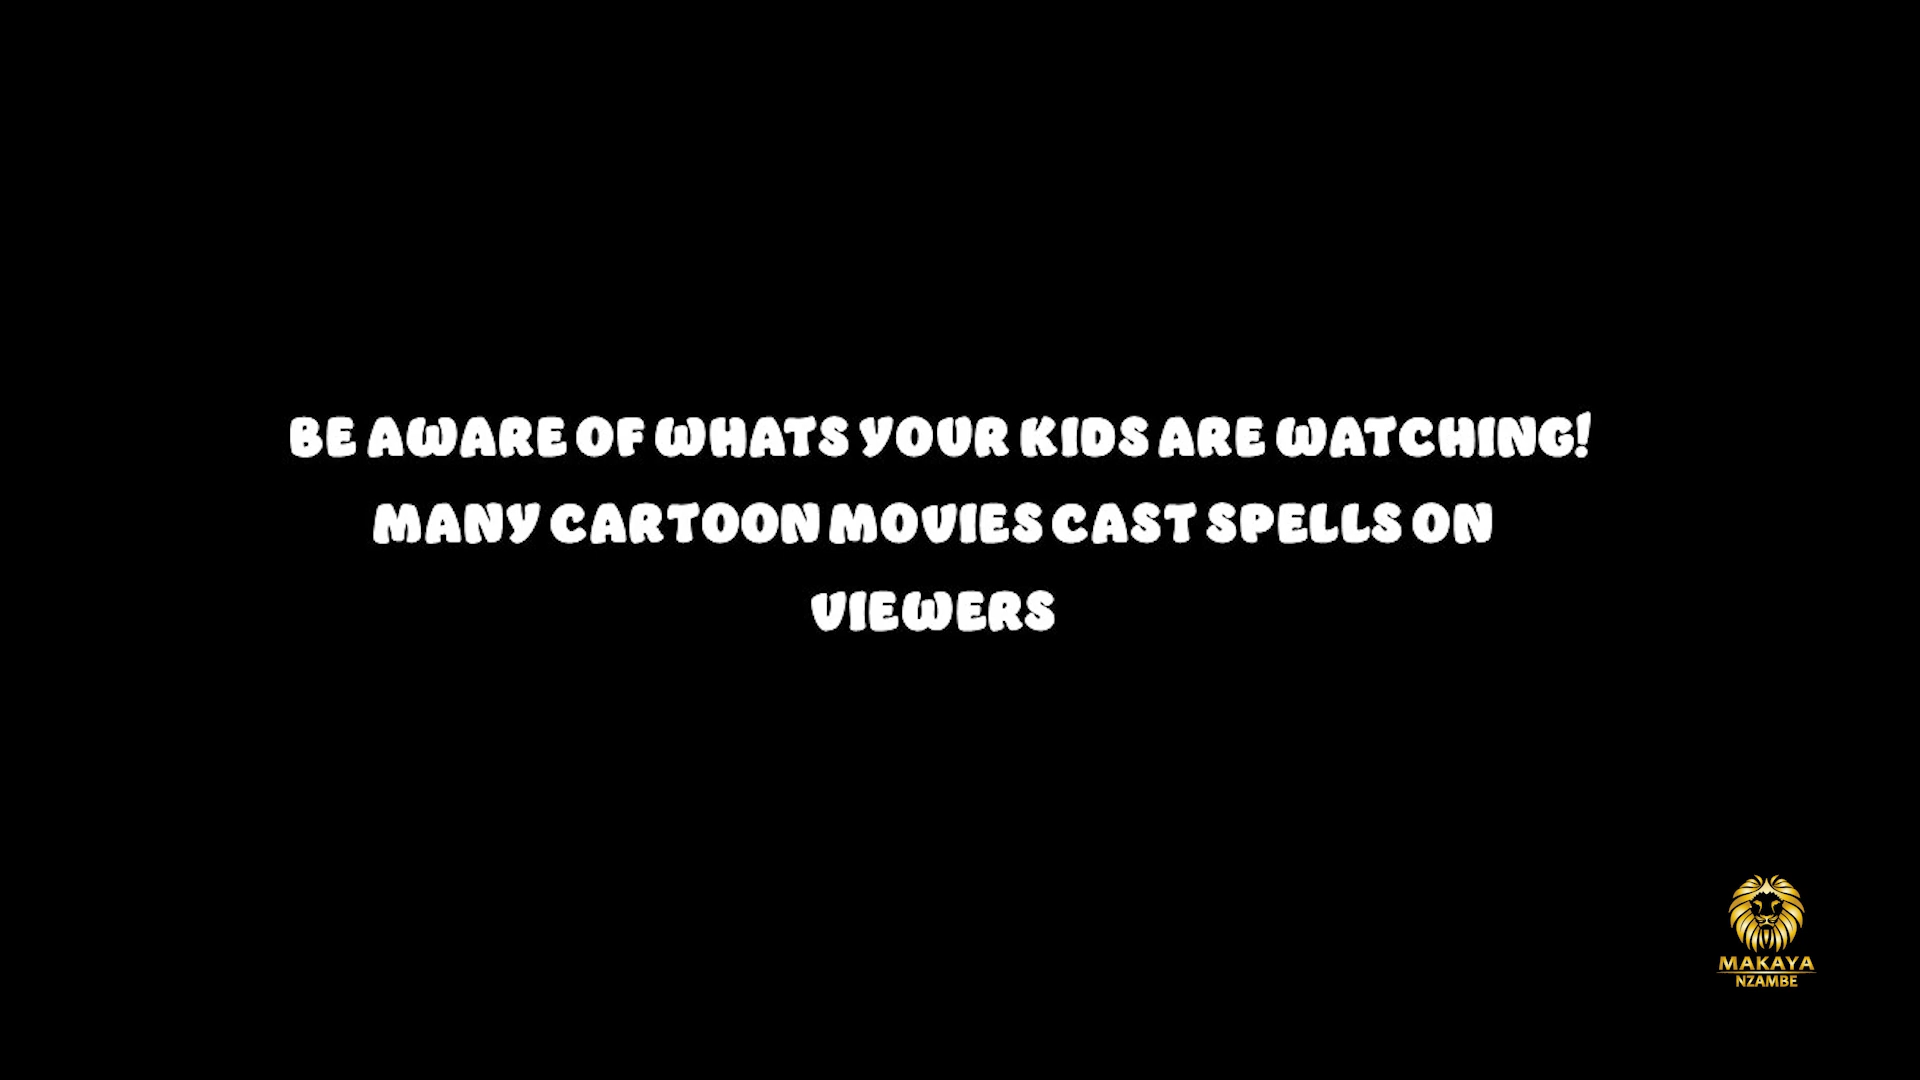 BE AWARE OF WHATS YOUR KIDS ARE WATCHING!
MANY CARTOON MOVIES CAST SPELLS ON
VIEWERS
MAKAYA
NZAMBE